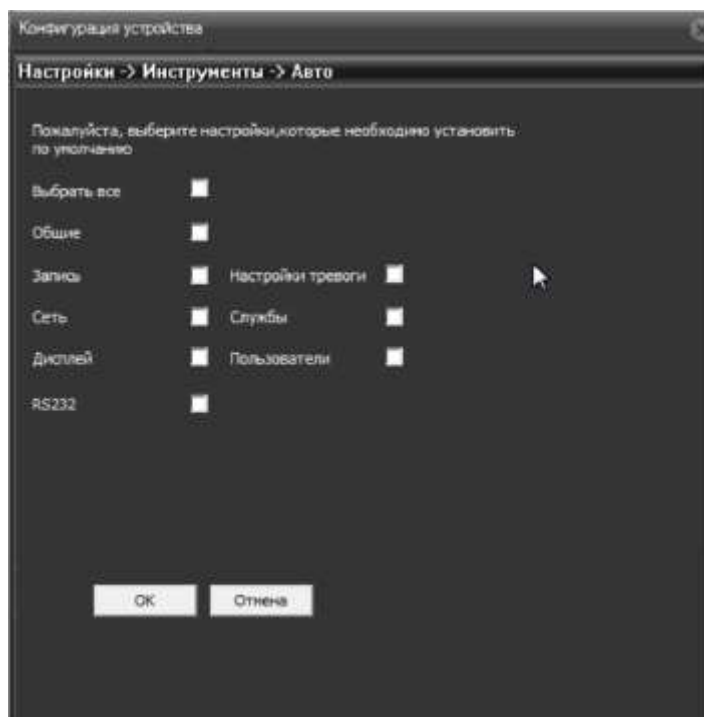 Конфигурация устройства
Настройки -> Инструменты -> Авто
Пожалуйста, выберите настройки,которые необходимо установить
по умолчанию
Выбрать все
Общие
Запись Настройки тревоги
Сеть Службы
Дисплей Пользователи
RS232
OK Отмена